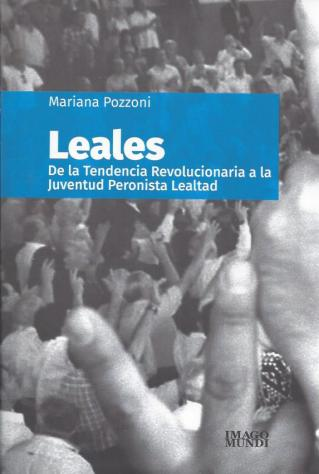 Mariana Pozzoni
Leales
De la Tendencia Revolucionaria a la
Juventud Peronista Lealtad
IMAGO
MUNDI